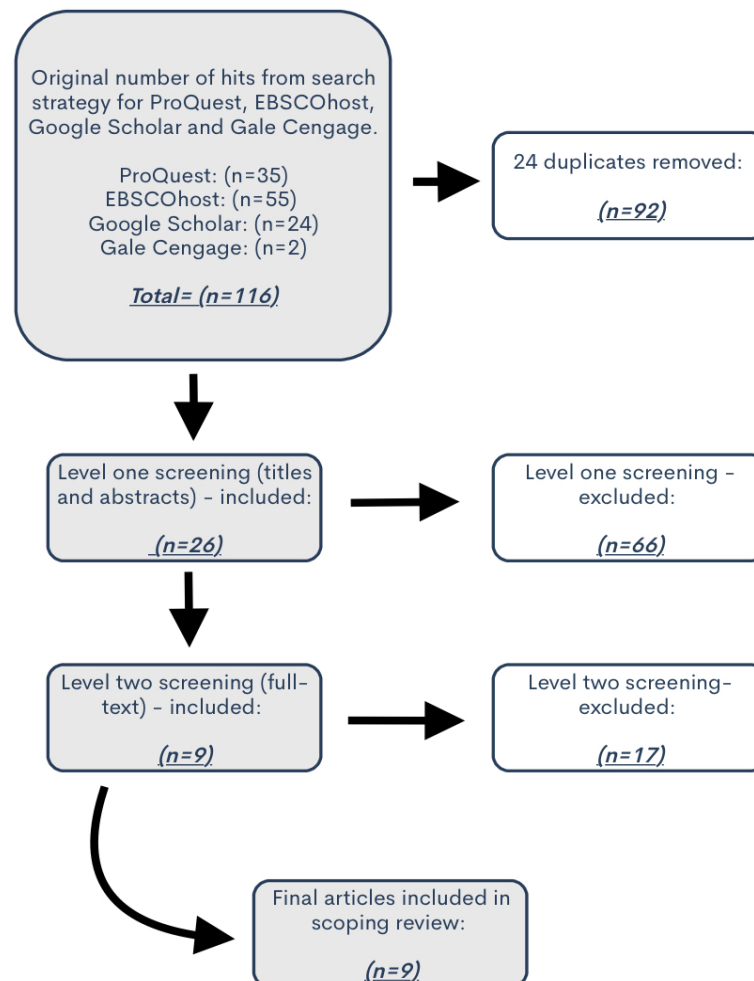 Original number of hits from search
strategy for ProQuest, EBSCOhost,
Google Scholar and Gale Cengage.
ProQuest: (n=35)
EBSCOhost: (n=55)
Google Scholar: (n=24)
Gale Cengage: (n=2)
Total= (n=116)
24 duplicates removed:
(n=92)
Level one screening (titles
and abstracts) - included:
(n=26)
Level one screening -
excluded:
(n=66)
Level two screening (full-
text) - included:
(n=9)
Level two screening-
excluded:
(n=17)
Final articles included in
scoping review:
(n=9)